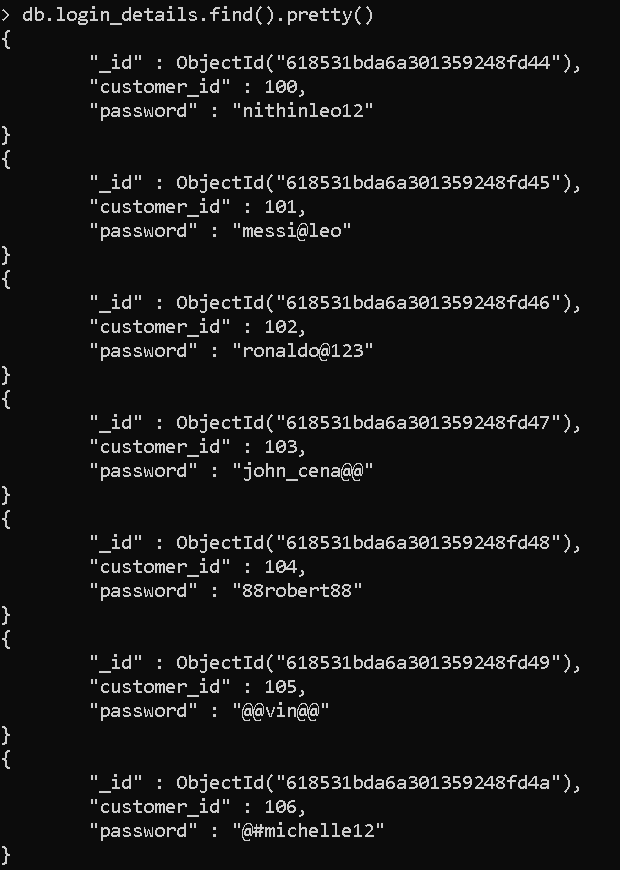 > db.login_details.find().pretty()
{
"_id" : ObjectId("618531bda6a301359248fd44"),
"customer_id" : 100,
"password" : "nithinleo12"
}
{
"_id" : ObjectId("618531bda6a301359248fd45"),
"customer_id" : 101,
"password" : "messi@leo"
}
{
"_id" : ObjectId("618531bda6a301359248fd46"),
"customer_id" : 102,
"password" : "ronaldo@123"
}
{
"_id" : ObjectId("618531bda6a301359248fd47"),
"customer_id" : 103,
"password" : "john_cena@@"
}
{
"_id" : ObjectId("618531bda6a301359248fd48"),
"customer_id" : 104,
"password" : "88robert88"
}
{
"_id" : ObjectId("618531bda6a301359248fd49"),
"customer_id" : 105,
"password" : "@@vin@@"
}
{
"_id" : ObjectId("618531bda6a301359248fd4a"),
"customer_id" : 106,
"password" : "@#michelle12"
}